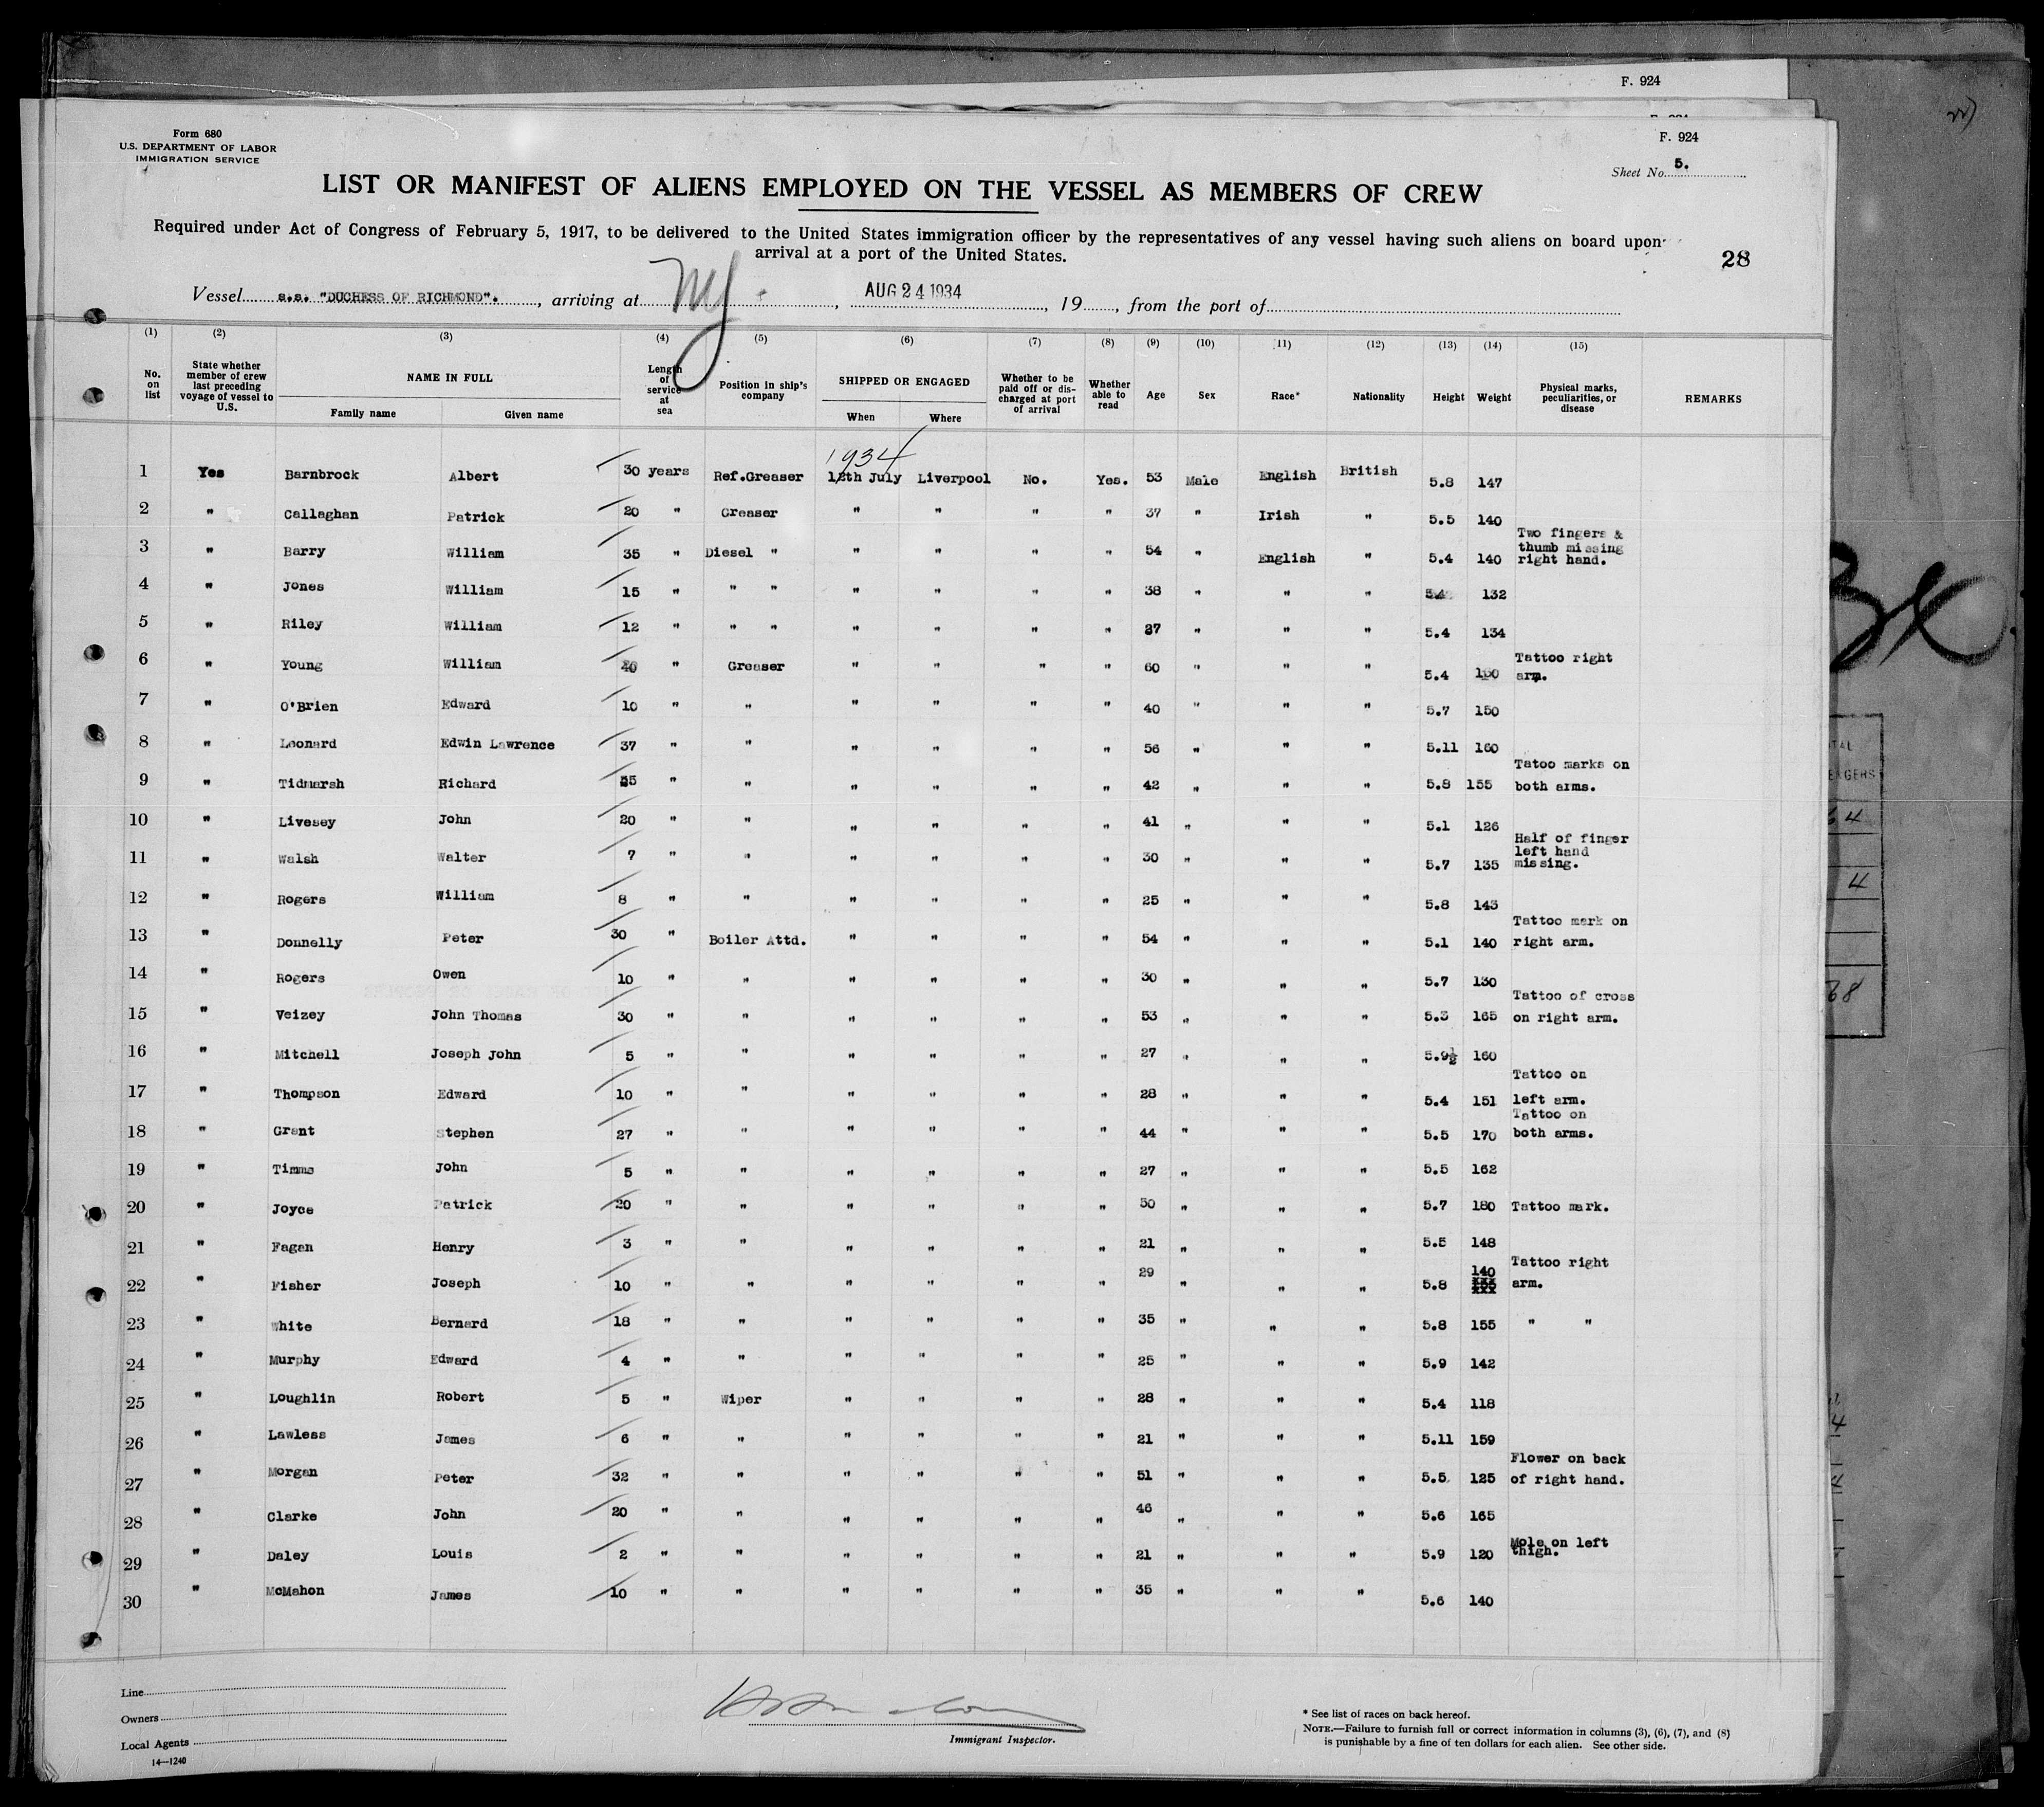 F. 924
F. 924
Form 680
U.S. DEPARTMENT OF LABOR
IMMIGRATION SERVICE
Sheet No. 5.
LIST OR MANIFEST OF ALIENS EMPLOYED ON THE VESSEL AS MEMBERS OF CREW
Required under Act of Congress of February 5, 1917, to be delivered to the United States immigration officer by the representatives of any vessel having such aliens on board upon
arrival at a port of the United States.
28
Vessel s.s. "DUCHESS OF RICHMOND". , arriving at NY , AUG 24 1934 , 19 , from the port of
(1) (2) (3) (4) (5) (6) (7) (8) (9) (10) (11) (12) (13) (14) (15)
No. on list State whether member of crew last preceding voyage of vessel to U.S. NAME IN FULL Family name Given name Length of service at sea Position in ship's company SHIPPED OR ENGAGED When Where Whether to be paid off or discharged at port of arrival Whether able to read Age Sex Race* Nationality Height Weight Physical marks, peculiarities, or disease REMARKS
1934
1 Yes Barnbrock Albert 30 years Ref.Greaser 12th July Liverpool No. Yes. 53 Male English British 5.8 147
2 " Callaghan Patrick 20 " Greaser " " " " 37 " Irish " 5.5 140
3 " Barry William 35 " Diesel " " " " " 54 " English " 5.4 140 Two fingers & thumb missing right hand.
4 " Jones William 15 " " " " " " " 38 " " " 132
5 " Riley William 12 " " " " " " " 27 " " " 5.4 134
6 " Young William 40 " Greaser " " " " 60 " " " 5.4 Tattoo right arm.
7 " O'Brien Edward 10 " " " " " " 40 " " " 5.7 150
8 " Leonard Edwin Lawrence 37 " " " " " " 56 " " " 5.11 160
9 " Tidmarsh Richard " " " " " " 42 " " " 5.8 155 Tatoo marks on both arms.
10 " Livesey John 20 " " " " " " 41 " " " 5.1 126
11 " Walsh Walter 7 " " " " " " 30 " " " 5.7 135 Half of finger left hand missing.
12 " Rogers William 8 " " " " " " 25 " " " 5.8 143
13 " Donnelly Peter 30 " Boiler Attd. " " " " 54 " " " 5.1 140 Tattoo mark on right arm.
14 " Rogers Owen 10 " " " " " " 30 " " " 5.7 130
15 " Veizey John Thomas 30 " " " " " " 53 " " " 5.3 165 Tattoo of cross on right arm.
16 " Mitchell Joseph John 5 " " " " " " 27 " " " 5.9½ 160
17 " Thompson Edward 10 " " " " " " 28 " " " 5.4 151 Tattoo on left arm.
18 " Grant Stephen 27 " " " " " " 44 " " " 5.5 170 Tattoo on both arms.
19 " Timms John 5 " " " " " " 27 " " " 5.5 162
20 " Joyce Patrick 20 " " " " " " 50 " " " 5.7 180 Tattoo mark.
21 " Fagan Henry 3 " " " " " " 21 " " " 5.5 148
22 " Fisher Joseph 10 " " " " " " 29 " " " 5.8 140 Tattoo right arm.
23 " White Bernard 18 " " " " " " 35 " " " 5.8 155 " "
24 " Murphy Edward 4 " " " " " " 25 " " " 5.9 142
25 " Loughlin Robert 5 " Wiper " " " " 28 " " " 5.4 118
26 " Lawless James 6 " " " " " " 21 " " " 5.11 159
27 " Morgan Peter 32 " " " " " " 51 " " " 5.5 125 Flower on back of right hand.
28 " Clarke John 20 " " " " " " 46 " " " 5.6 165
29 " Daley Louis 2 " " " " " " 21 " " " 5.9 120 Mole on left thigh.
30 " McMahon James 10 " " " " " " 35 " " " 5.6 140
Line
Owners
Local Agents
14—1240
Immigrant Inspector.
* See list of races on back hereof.
NOTE.—Failure to furnish full or correct information in columns (3), (6), (7), and (8)
is punishable by a fine of ten dollars for each alien. See other side.